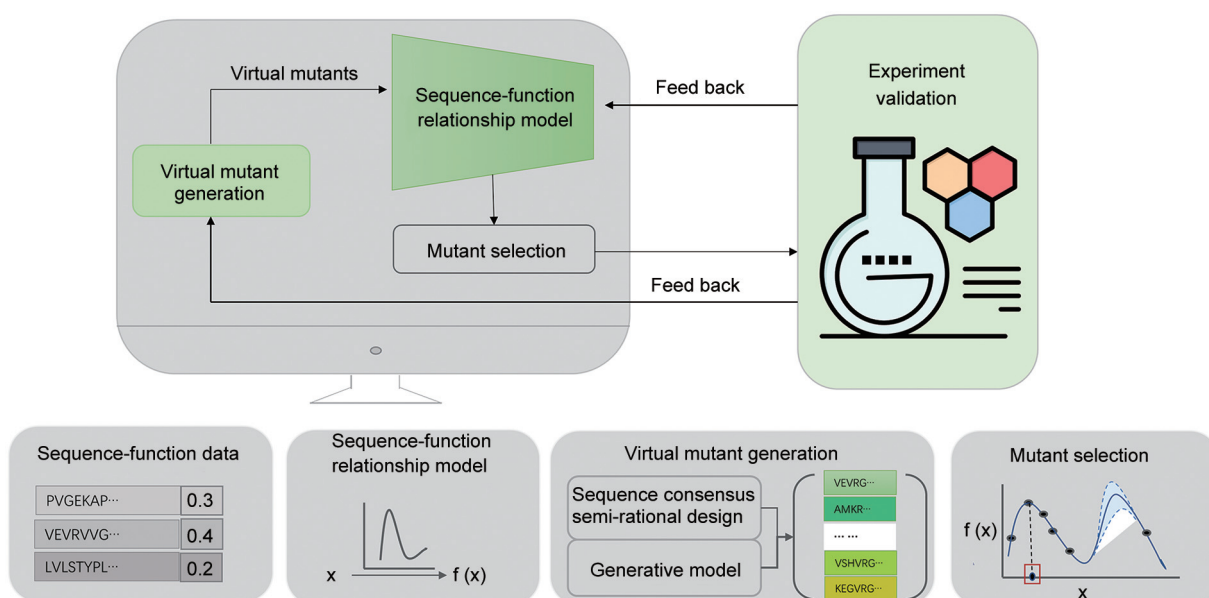 Virtual mutants
Sequence-function
relationship model
Virtual mutant
generation
Mutant selection
Feed back
Feed back
Experiment
validation
Sequence-function data
PVGEKAP··· 0.3
VEVRVVG··· 0.4
LVLSTYPL··· 0.2
Sequence-function
relationship model
x f (x)
Virtual mutant generation
Sequence consensus
semi-rational design
Generative model
VEVRG···
AMKR···
··· ···
VSHVRG···
KEGVRG···
Mutant selection
f (x)
x